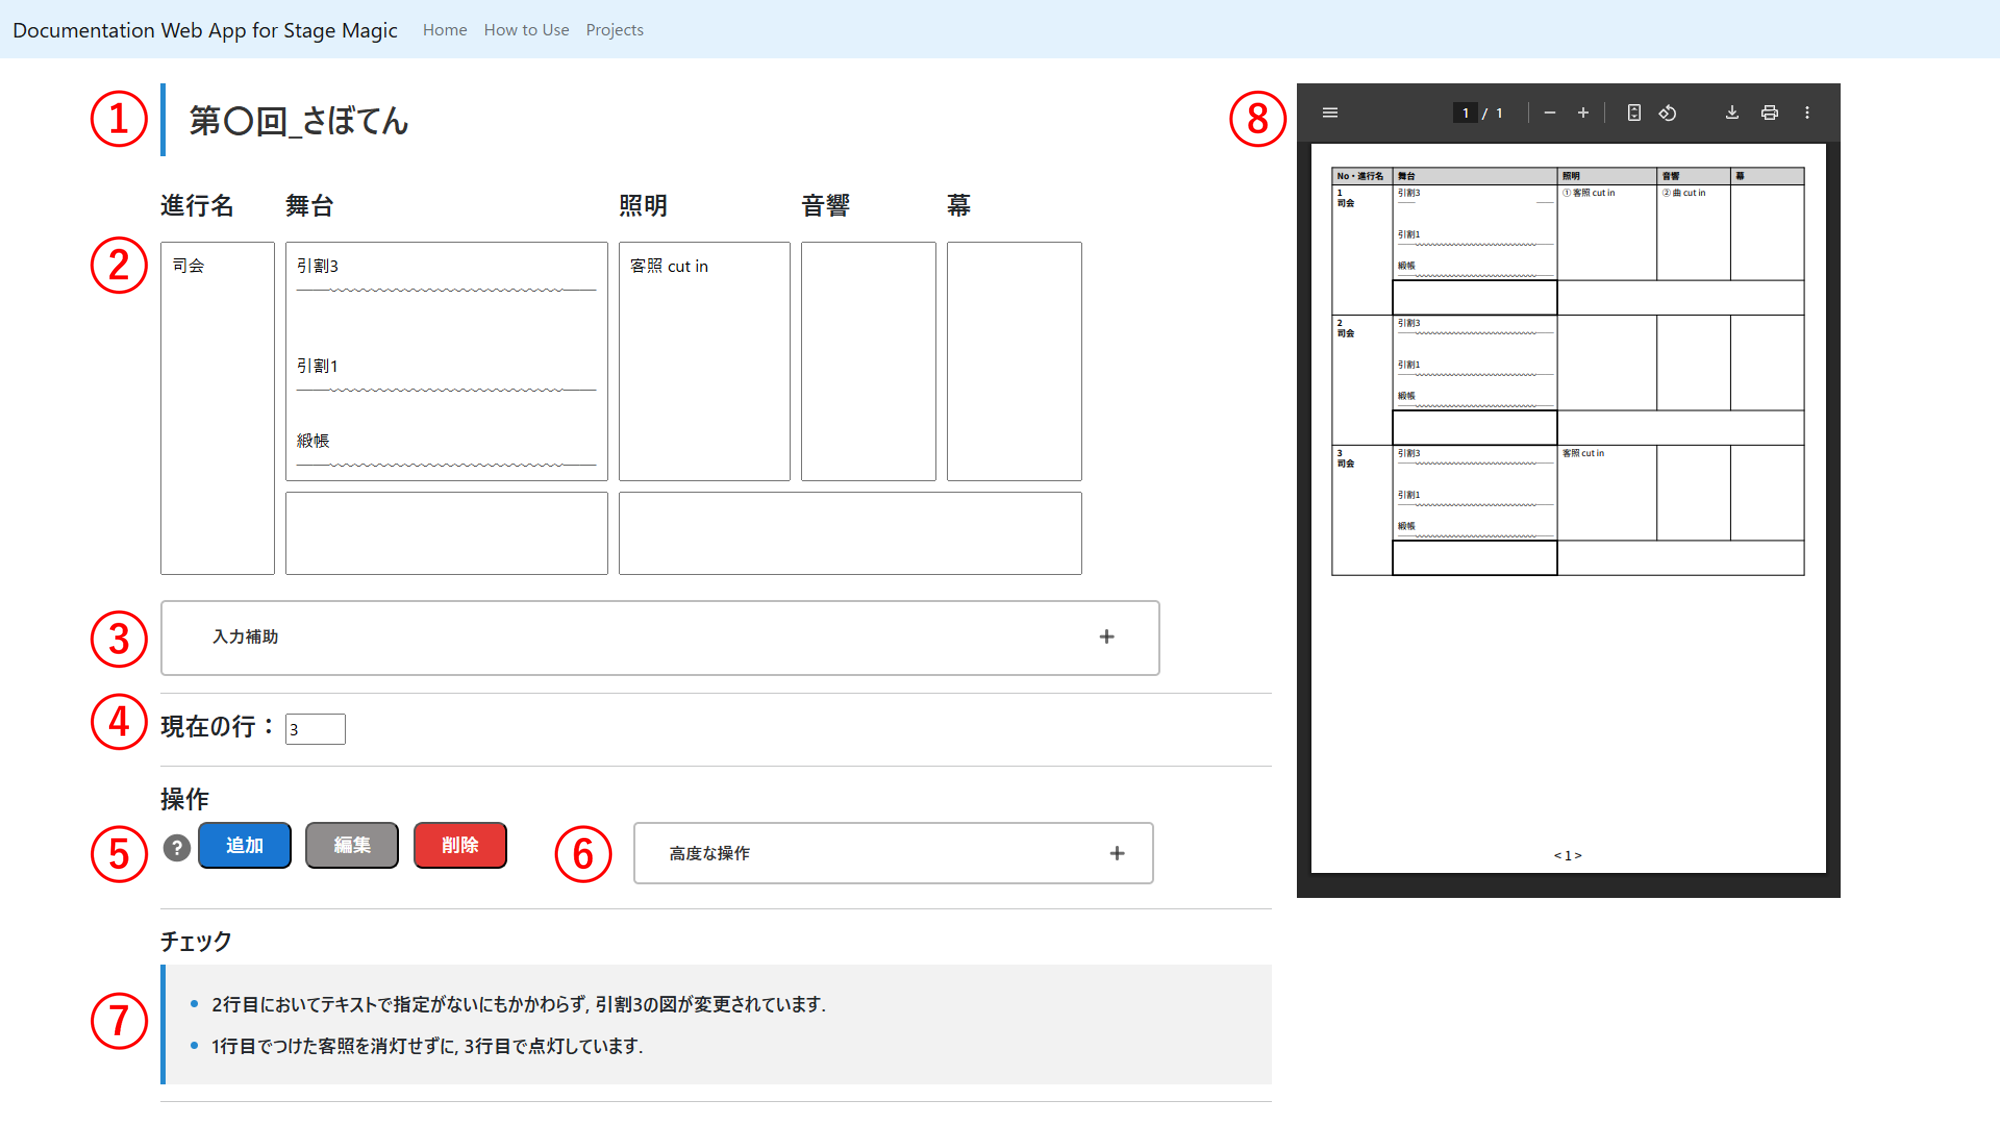 Documentation Web App for Stage Magic Home How to Use Projects
① 第〇回_さぼてん
進行名 舞台 照明 音響 幕
② 司会 引割3 客照 cut in
引割1
緞帳
③ 入力補助 +
④ 現在の行： 3
操作
⑤ ? 追加 編集 削除 ⑥ 高度な操作 +
チェック
⑦
2行目においてテキストで指定がないにもかかわらず, 引割3の図が変更されています.
1行目でつけた客照を消灯せずに, 3行目で点灯しています.
⑧ 1 / 1
No・進行名 舞台 照明 音響 幕
1 引割3 ① 客照 cut in ② 曲 cut in
司会
引割1
緞帳
2 引割3
司会
引割1
緞帳
3 引割3 客照 cut in
司会
引割1
緞帳
< 1 >